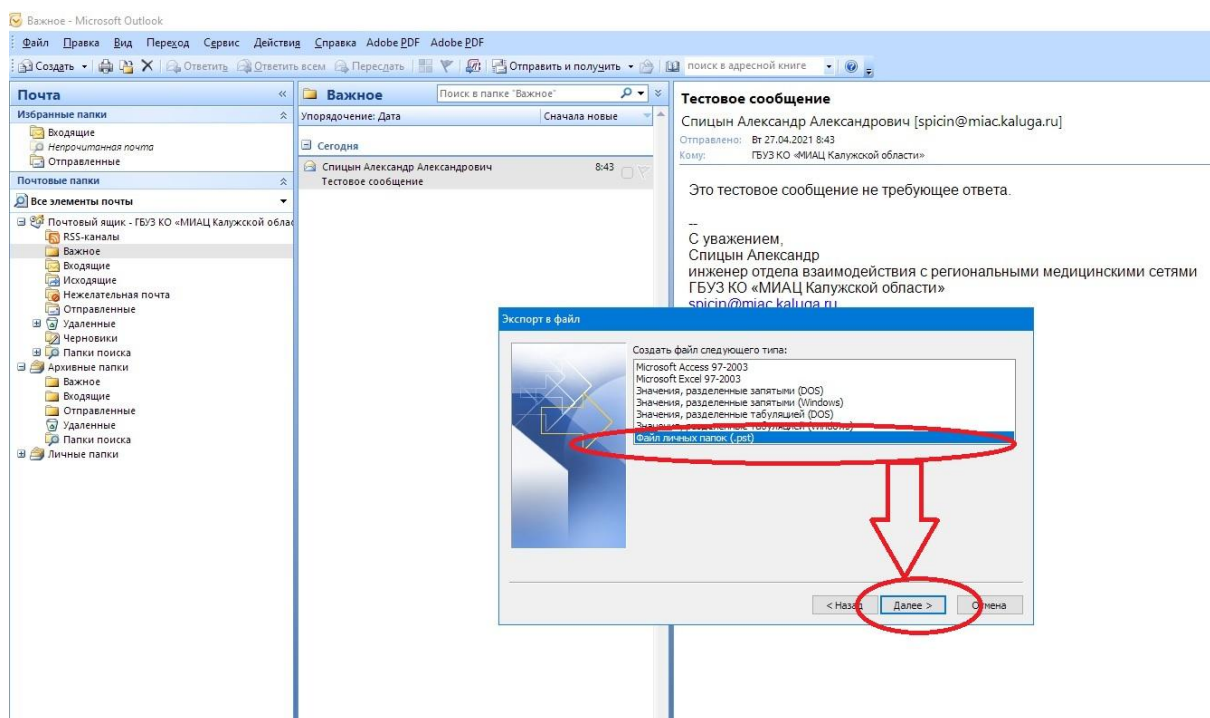 Важное - Microsoft Outlook
Файл Правка Вид Переход Сервис Действия Справка Adobe PDF Adobe PDF
Создать Ответить Ответить всем Переслать Отправить и получить поиск в адресной книге
Почта «
Избранные папки
Входящие
Непрочитанная почта
Отправленные
Почтовые папки
Все элементы почты
Почтовый ящик - ГБУЗ КО «МИАЦ Калужской облас
RSS-каналы
Важное
Входящие
Исходящие
Нежелательная почта
Отправленные
Удаленные
Черновики
Папки поиска
Архивные папки
Важное
Входящие
Отправленные
Удаленные
Папки поиска
Личные папки
Важное Поиск в папке "Важное"
Упорядочение: Дата Сначала новые
Сегодня
Спицын Александр Александрович 8:43
Тестовое сообщение
Тестовое сообщение
Спицын Александр Александрович [spicin@miac.kaluga.ru]
Отправлено: Вт 27.04.2021 8:43
Кому: ГБУЗ КО «МИАЦ Калужской области»
Это тестовое сообщение не требующее ответа.
--
С уважением,
Спицын Александр
инженер отдела взаимодействия с региональными медицинскими сетями
ГБУЗ КО «МИАЦ Калужской области»
spicin@miac.kaluga.ru
Экспорт в файл
Создать файл следующего типа:
Microsoft Access 97-2003
Microsoft Excel 97-2003
Значения, разделенные запятыми (DOS)
Значения, разделенные запятыми (Windows)
Значения, разделенные табуляцией (DOS)
Значения, разделенные табуляцией (Windows)
Файл личных папок (.pst)
< Назад Далее > Отмена